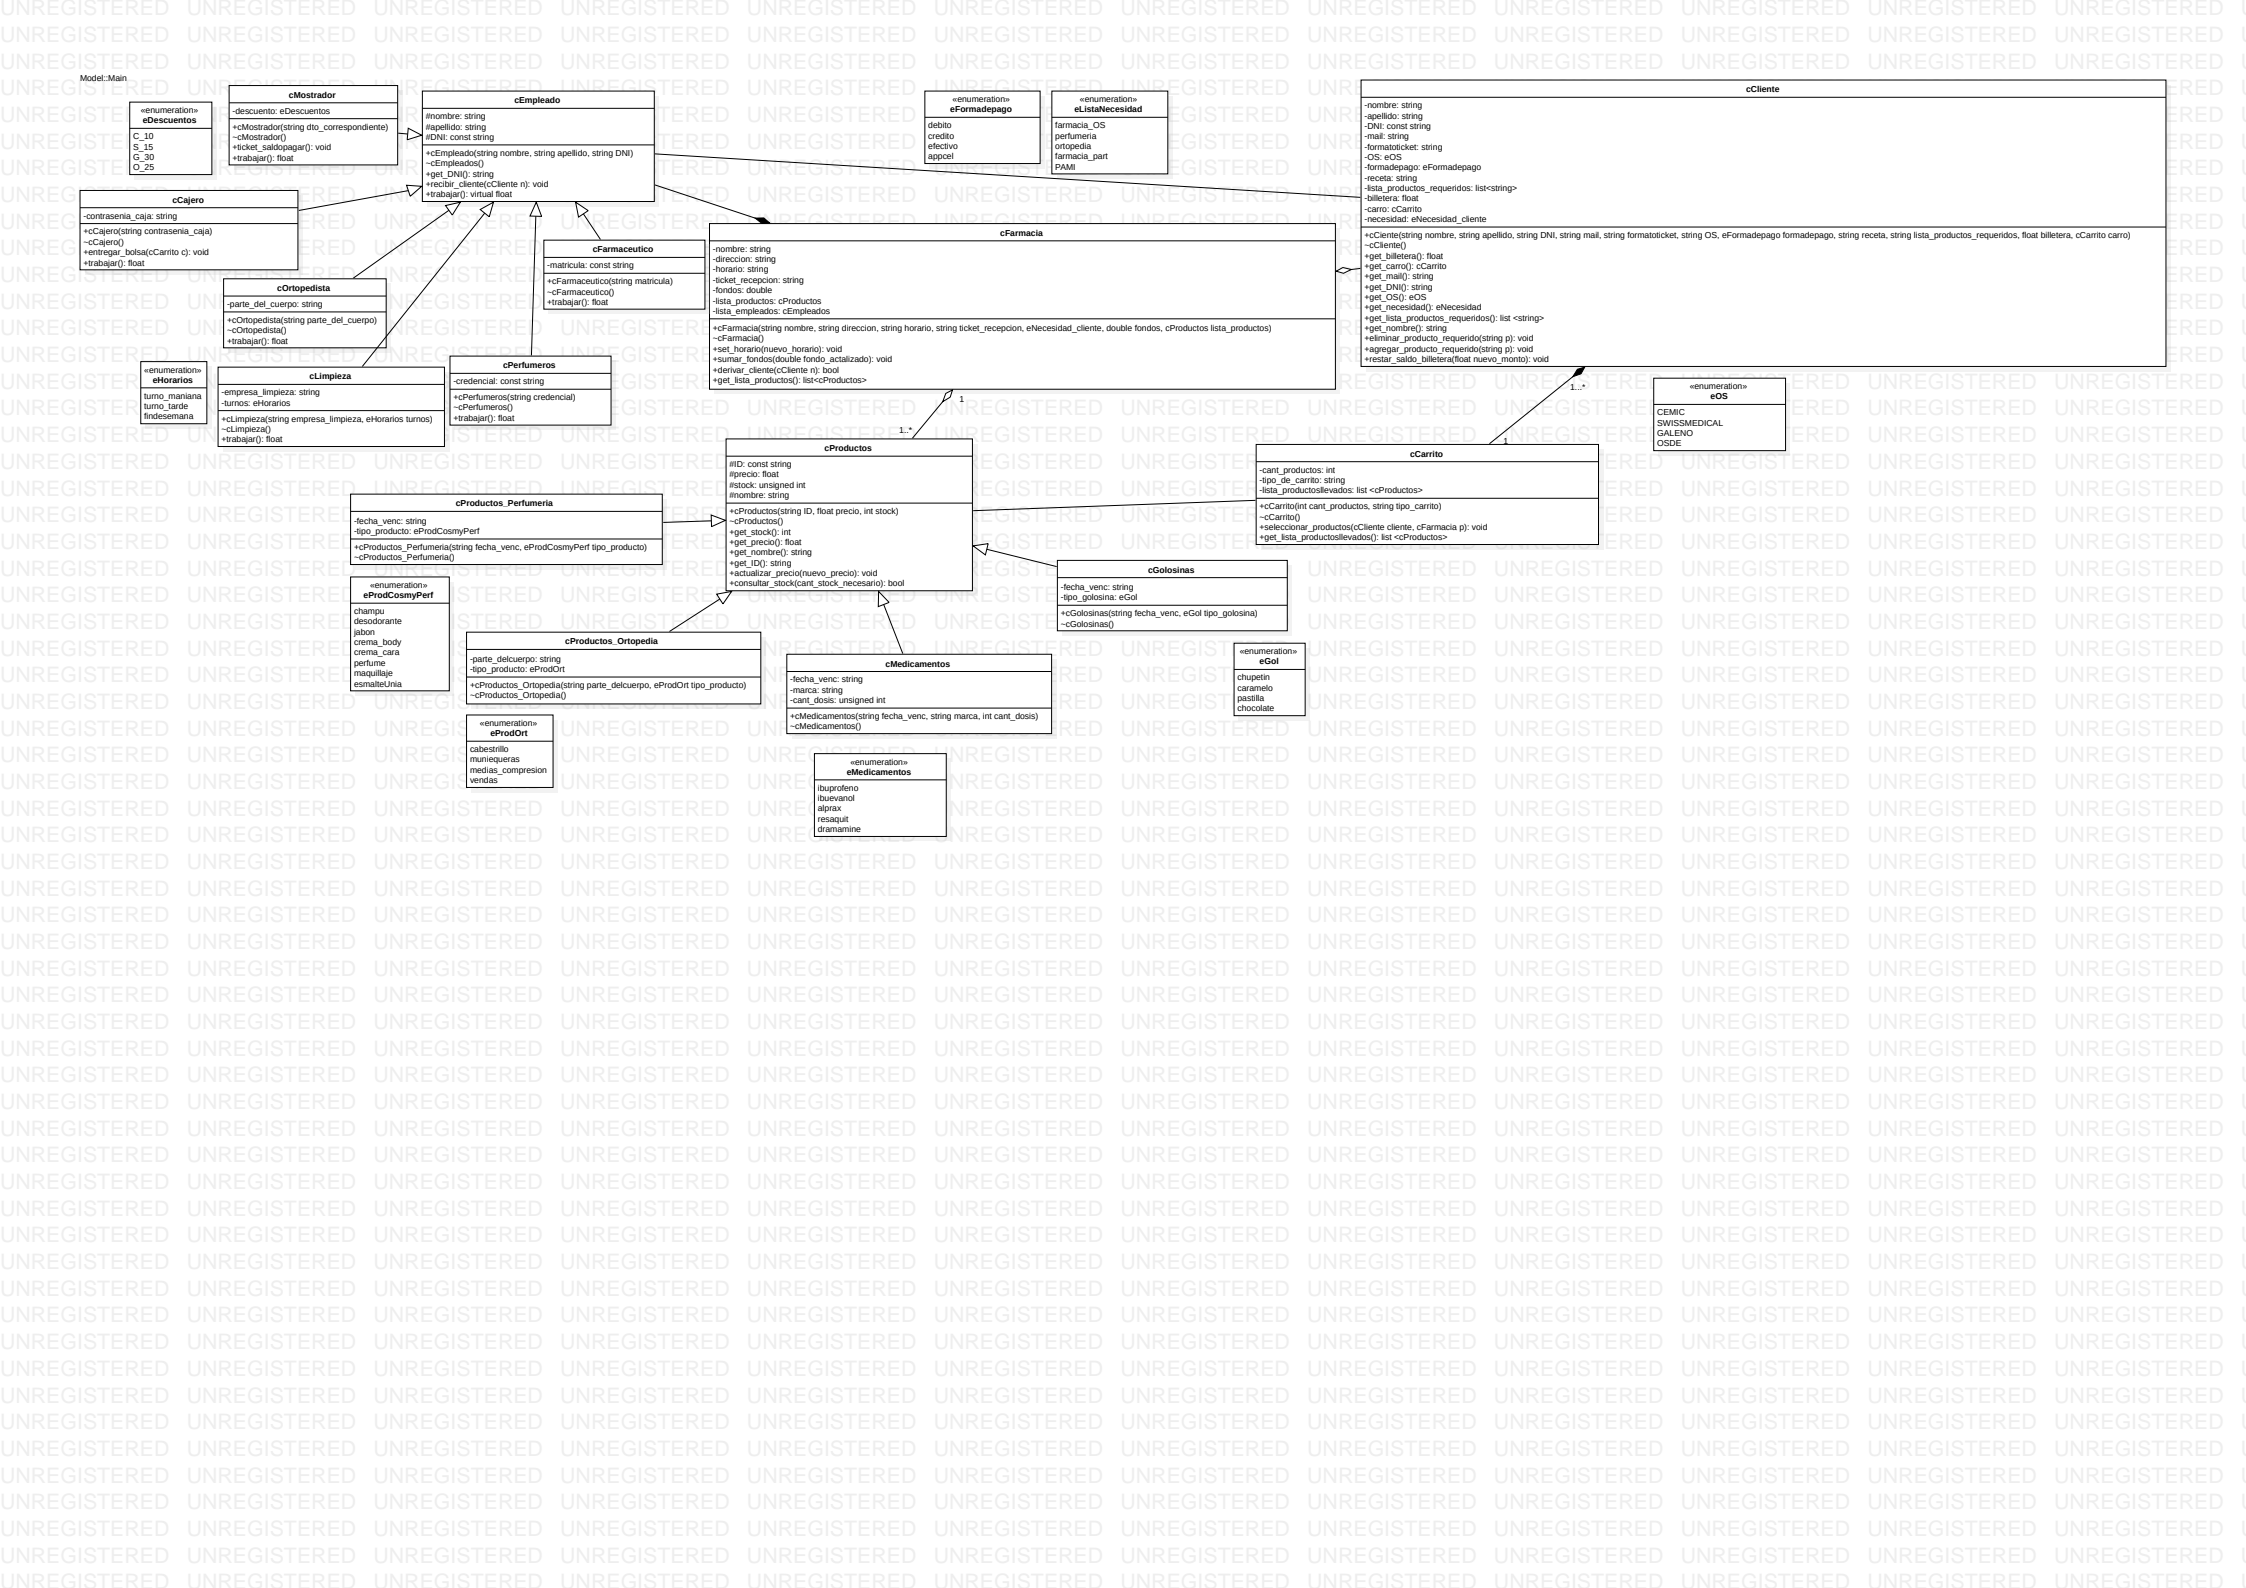 Model::Main
cMostrador
-descuento: eDescuentos
+cMostrador(string dto_correspondiente)
~cMostrador()
+ticket_saldopagar(): void
+trabajar(): float
«enumeration»
eDescuentos
C_10
S_15
G_30
O_25
cEmpleado
#nombre: string
#apellido: string
#DNI: const string
+cEmpleado(string nombre, string apellido, string DNI)
~cEmpleados()
+get_DNI(): string
+recibir_cliente(cCliente n): void
+trabajar(): virtual float
«enumeration»
eFormadepago
debito
credito
efectivo
appcel
«enumeration»
eListaNecesidad
farmacia_OS
perfumeria
ortopedia
farmacia_part
PAMI
cCliente
-nombre: string
-apellido: string
-DNI: const string
-mail: string
-formatoticket: string
-OS: eOS
-formadepago: eFormadepago
-receta: string
-lista_productos_requeridos: list<string>
-billetera: float
-carro: cCarrito
-necesidad: eNecesidad_cliente
+cCiente(string nombre, string apellido, string DNI, string mail, string formatoticket, string OS, eFormadepago formadepago, string receta, string lista_productos_requeridos, float billetera, cCarrito carro)
~cCliente()
+get_billetera(): float
+get_carro(): cCarrito
+get_mail(): string
+get_DNI(): string
+get_OS(): eOS
+get_necesidad(): eNecesidad
+get_lista_productos_requeridos(): list <string>
+get_nombre(): string
+eliminar_producto_requerido(string p): void
+agregar_producto_requerido(string p): void
+restar_saldo_billetera(float nuevo_monto): void
cCajero
-contrasenia_caja: string
+cCajero(string contrasenia_caja)
~cCajero()
+entregar_bolsa(cCarrito c): void
+trabajar(): float
cFarmaceutico
-matricula: const string
+cFarmaceutico(string matricula)
~cFarmaceutico()
+trabajar(): float
cFarmacia
-nombre: string
-direccion: string
-horario: string
-ticket_recepcion: string
-fondos: double
-lista_productos: cProductos
-lista_empleados: cEmpleados
+cFarmacia(string nombre, string direccion, string horario, string ticket_recepcion, eNecesidad_cliente, double fondos, cProductos lista_productos)
~cFarmacia()
+set_horario(nuevo_horario): void
+sumar_fondos(double fondo_actalizado): void
+derivar_cliente(cCliente n): bool
+get_lista_productos(): list<cProductos>
cOrtopedista
-parte_del_cuerpo: string
+cOrtopedista(string parte_del_cuerpo)
~cOrtopedista()
+trabajar(): float
«enumeration»
eHorarios
turno_maniana
turno_tarde
findesemana
cLimpieza
-empresa_limpieza: string
-turnos: eHorarios
+cLimpieza(string empresa_limpieza, eHorarios turnos)
~cLimpieza()
+trabajar(): float
cPerfumeros
-credencial: const string
+cPerfumeros(string credencial)
~cPerfumeros()
+trabajar(): float
1
1..*
1...*
1
«enumeration»
eOS
CEMIC
SWISSMEDICAL
GALENO
OSDE
cProductos
#ID: const string
#precio: float
#stock: unsigned int
#nombre: string
+cProductos(string ID, float precio, int stock)
~cProductos()
+get_stock(): int
+get_precio(): float
+get_nombre(): string
+get_ID(): string
+actualizar_precio(nuevo_precio): void
+consultar_stock(cant_stock_necesario): bool
cCarrito
-cant_productos: int
-tipo_de_carrito: string
-lista_productosllevados: list <cProductos>
+cCarrito(int cant_productos, string tipo_carrito)
~cCarrito()
+seleccionar_productos(cCliente cliente, cFarmacia p): void
+get_lista_productosllevados(): list <cProductos>
cProductos_Perfumeria
-fecha_venc: string
-tipo_producto: eProdCosmyPerf
+cProductos_Perfumeria(string fecha_venc, eProdCosmyPerf tipo_producto)
~cProductos_Perfumeria()
«enumeration»
eProdCosmyPerf
champu
desodorante
jabon
crema_body
crema_cara
perfume
maquillaje
esmalteUnia
cGolosinas
-fecha_venc: string
-tipo_golosina: eGol
+cGolosinas(string fecha_venc, eGol tipo_golosina)
~cGolosinas()
cProductos_Ortopedia
-parte_delcuerpo: string
-tipo_producto: eProdOrt
+cProductos_Ortopedia(string parte_delcuerpo, eProdOrt tipo_producto)
~cProductos_Ortopedia()
cMedicamentos
-fecha_venc: string
-marca: string
-cant_dosis: unsigned int
+cMedicamentos(string fecha_venc, string marca, int cant_dosis)
~cMedicamentos()
«enumeration»
eGol
chupetin
caramelo
pastilla
chocolate
«enumeration»
eProdOrt
cabestrillo
muniequeras
medias_compresion
vendas
«enumeration»
eMedicamentos
ibuprofeno
ibuevanol
alprax
resaquit
dramamine
UNREGISTERED